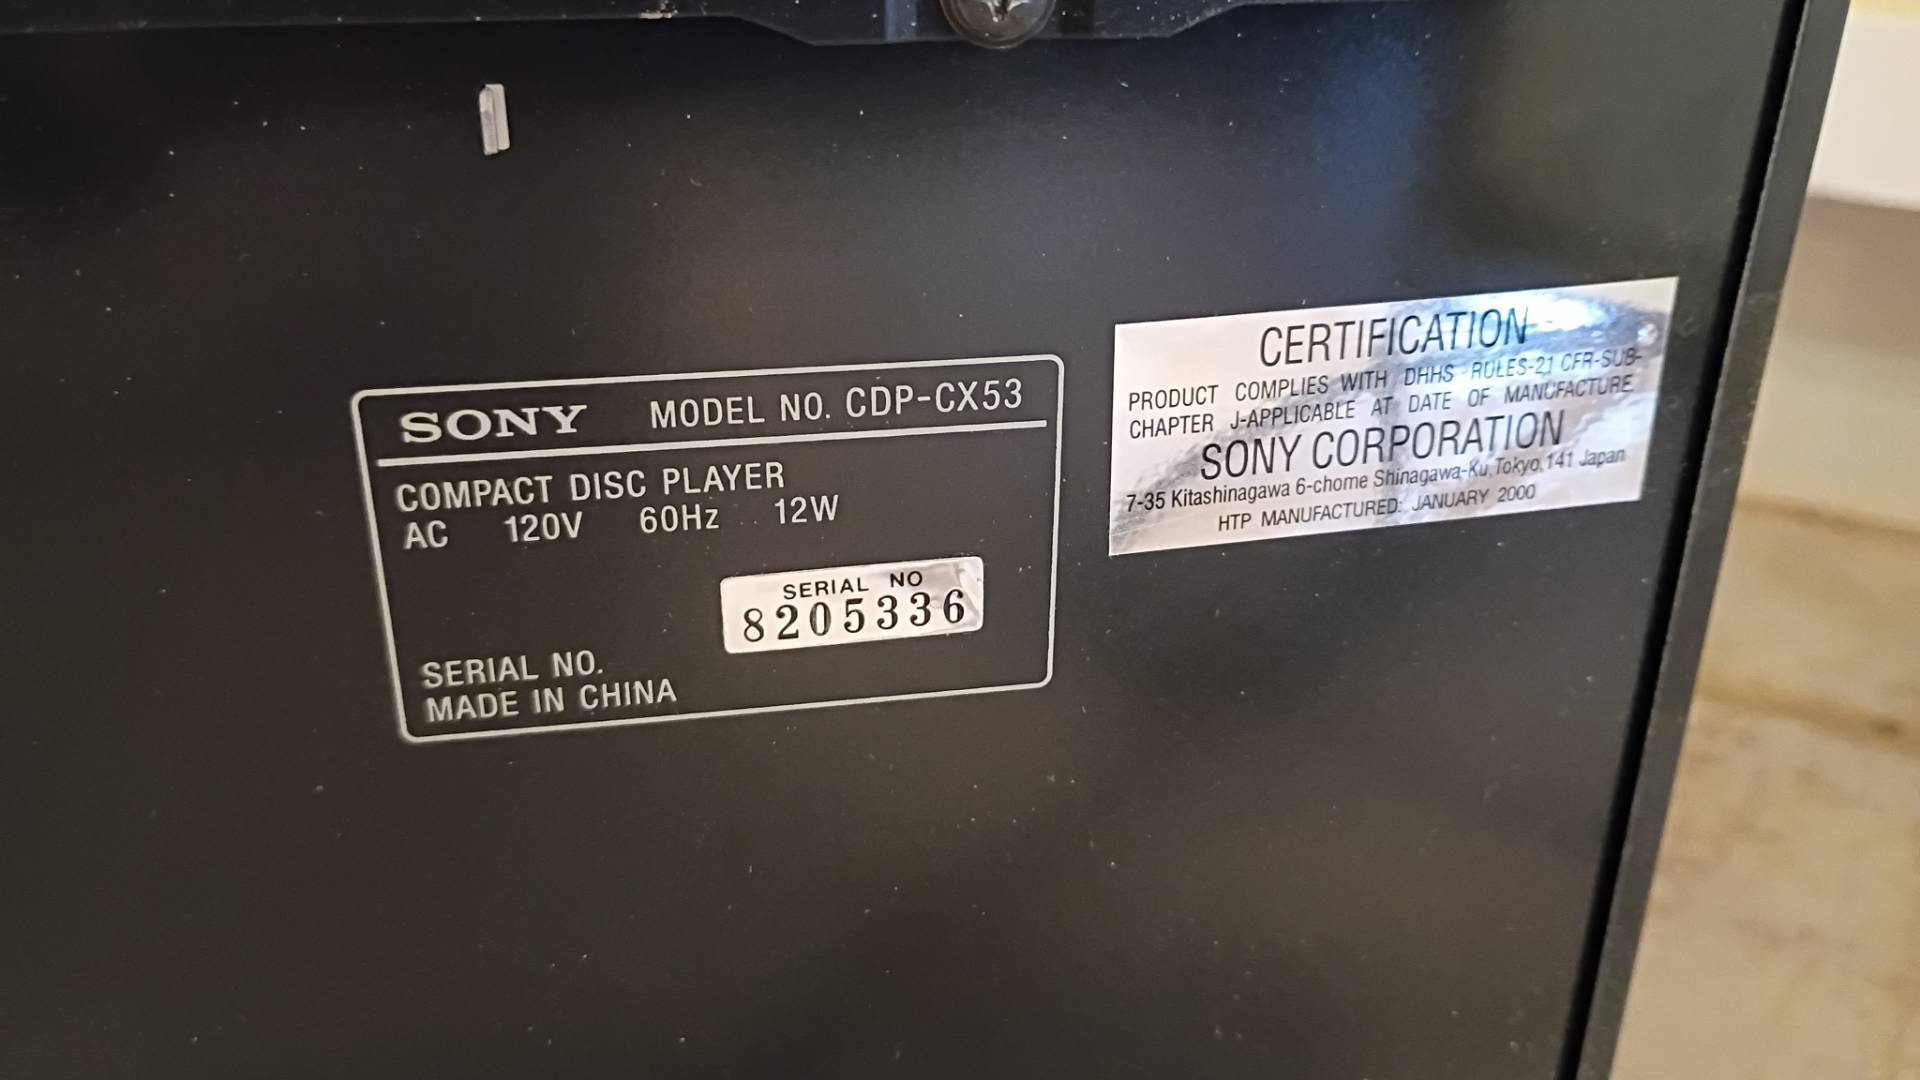 SONY MODEL NO. CDP-CX53
COMPACT DISC PLAYER
AC 120V 60Hz 12W
SERIAL NO
8205336
SERIAL NO.
MADE IN CHINA
CERTIFICATION
PRODUCT COMPLIES WITH DHHS RULES-21 CFR-SUB-
CHAPTER J-APPLICABLE AT DATE OF MANUFACTURE.
SONY CORPORATION
7-35 Kitashinagawa 6-chome Shinagawa-Ku, Tokyo, 141 Japan
HTP MANUFACTURED: JANUARY 2000